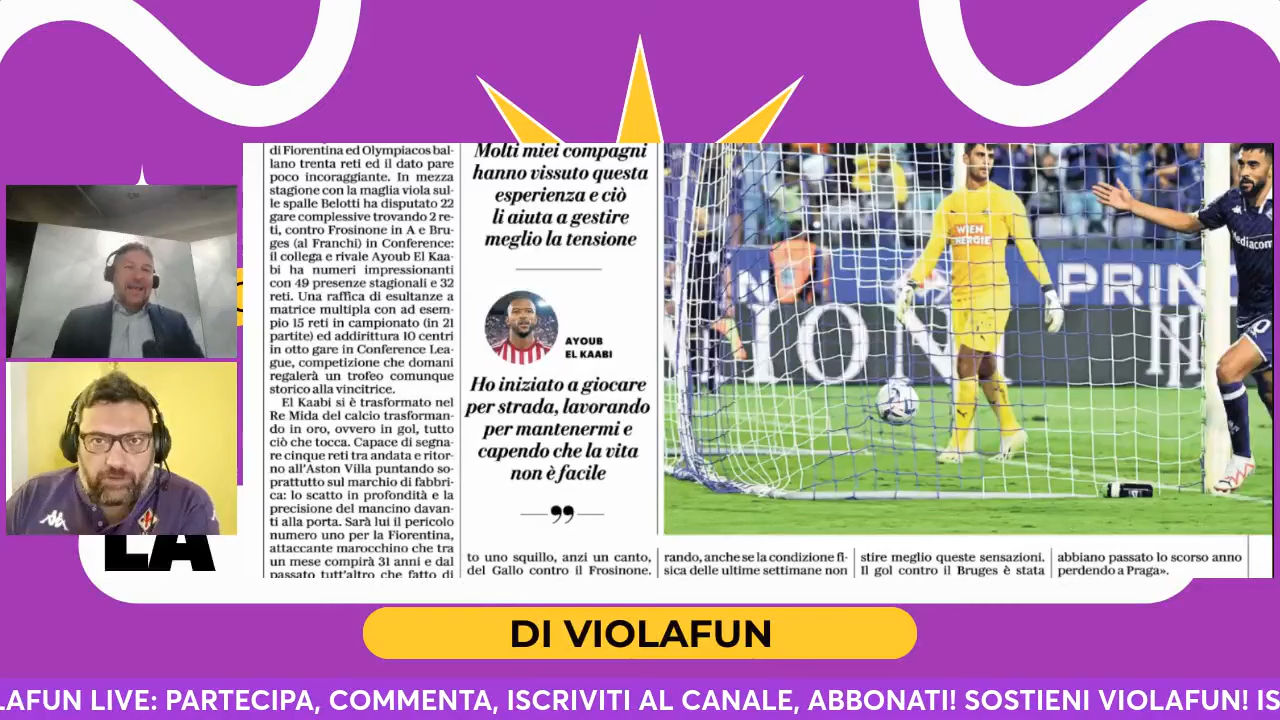 di Fiorentina ed Olympiacos bal-
lano trenta reti ed il dato pare
poco incoraggiante. In mezza
stagione con la maglia viola sul-
le spalle Belotti ha disputato 22
gare complessive trovando 2 re-
ti, contro Frosinone in A e Bru-
ges (al Franchi) in Conference:
il collega e rivale Ayoub El Kaa-
bi ha numeri impressionanti
con 49 presenze stagionali e 32
reti. Una raffica di esultanze a
matrice multipla con ad esem-
pio 15 reti in campionato (in 21
partite) ed addirittura 10 centri
in otto gare in Conference Lea-
gue, competizione che domani
regalerà un trofeo comunque
storico alla vincitrice.
El Kaabi si è trasformato nel
Re Mida del calcio trasforman-
do in oro, ovvero in gol, tutto
ciò che tocca. Capace di segna-
re cinque reti tra andata e ritor-
no all'Aston Villa puntando so-
prattutto sul marchio di fabbri-
ca: lo scatto in profondità e la
precisione del mancino davan-
ti alla porta. Sarà lui il pericolo
numero uno per la Fiorentina,
attaccante marocchino che tra
un mese compirà 31 anni e dal
passato tutt'altro che fatto di
Molti miei compagni
hanno vissuto questa
esperienza e ciò
li aiuta a gestire
meglio la tensione
AYOUB
EL KAABI
Ho iniziato a giocare
per strada, lavorando
per mantenermi e
capendo che la vita
non è facile
”
to uno squillo, anzi un canto,
del Gallo contro il Frosinone.
rando, anche se la condizione fi-
sica delle ultime settimane non
stire meglio queste sensazioni.
Il gol contro il Bruges è stata
abbiano passato lo scorso anno
perdendo a Praga».
WIEN
ENERGIE
PRIN
ION
Mediacom
LA
DI VIOLAFUN
LAFUN LIVE: PARTECIPA, COMMENTA, ISCRIVITI AL CANALE, ABBONATI! SOSTIENI VIOLAFUN! IS